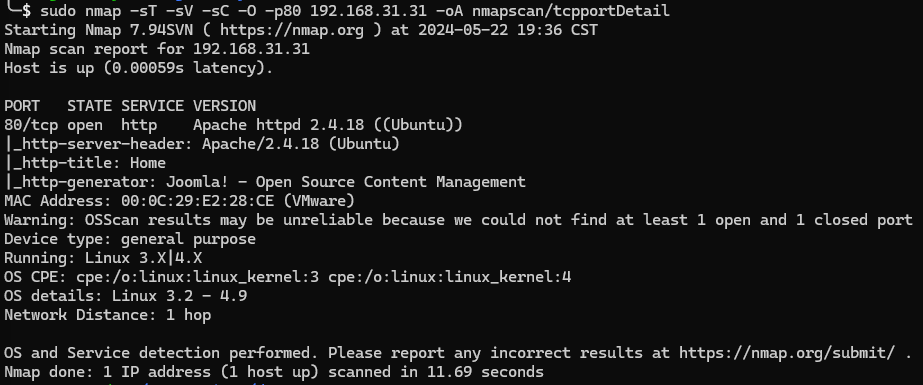 ╰─$ sudo nmap -sT -sV -sC -O -p80 192.168.31.31 -oA nmapscan/tcpportDetail
Starting Nmap 7.94SVN ( https://nmap.org ) at 2024-05-22 19:36 CST
Nmap scan report for 192.168.31.31
Host is up (0.00059s latency).

PORT   STATE SERVICE VERSION
80/tcp open  http    Apache httpd 2.4.18 ((Ubuntu))
|_http-server-header: Apache/2.4.18 (Ubuntu)
|_http-title: Home
|_http-generator: Joomla! - Open Source Content Management
MAC Address: 00:0C:29:E2:28:CE (VMware)
Warning: OSScan results may be unreliable because we could not find at least 1 open and 1 closed port
Device type: general purpose
Running: Linux 3.X|4.X
OS CPE: cpe:/o:linux:linux_kernel:3 cpe:/o:linux:linux_kernel:4
OS details: Linux 3.2 - 4.9
Network Distance: 1 hop

OS and Service detection performed. Please report any incorrect results at https://nmap.org/submit/ .
Nmap done: 1 IP address (1 host up) scanned in 11.69 seconds